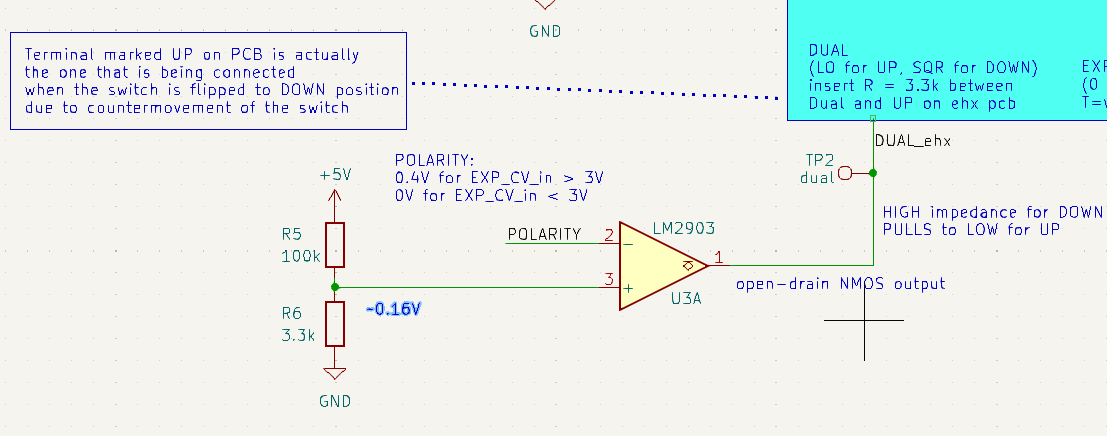 GND
Terminal marked UP on PCB is actually
the one that is being connected
when the switch is flipped to DOWN position
due to countermovement of the switch
DUAL
(LO for UP, SQR for DOWN)
insert R = 3.3k between
Dual and UP on ehx pcb
EXP
(0
T=v
DUAL_ehx
TP2
dual
POLARITY:
0.4V for EXP_CV_in > 3V
0V for EXP_CV_in < 3V
+5V
HIGH impedance for DOWN
PULLS to LOW for UP
R5
100k
POLARITY
2
LM2903
1
3
U3A
open-drain NMOS output
~0.16V
R6
3.3k
GND